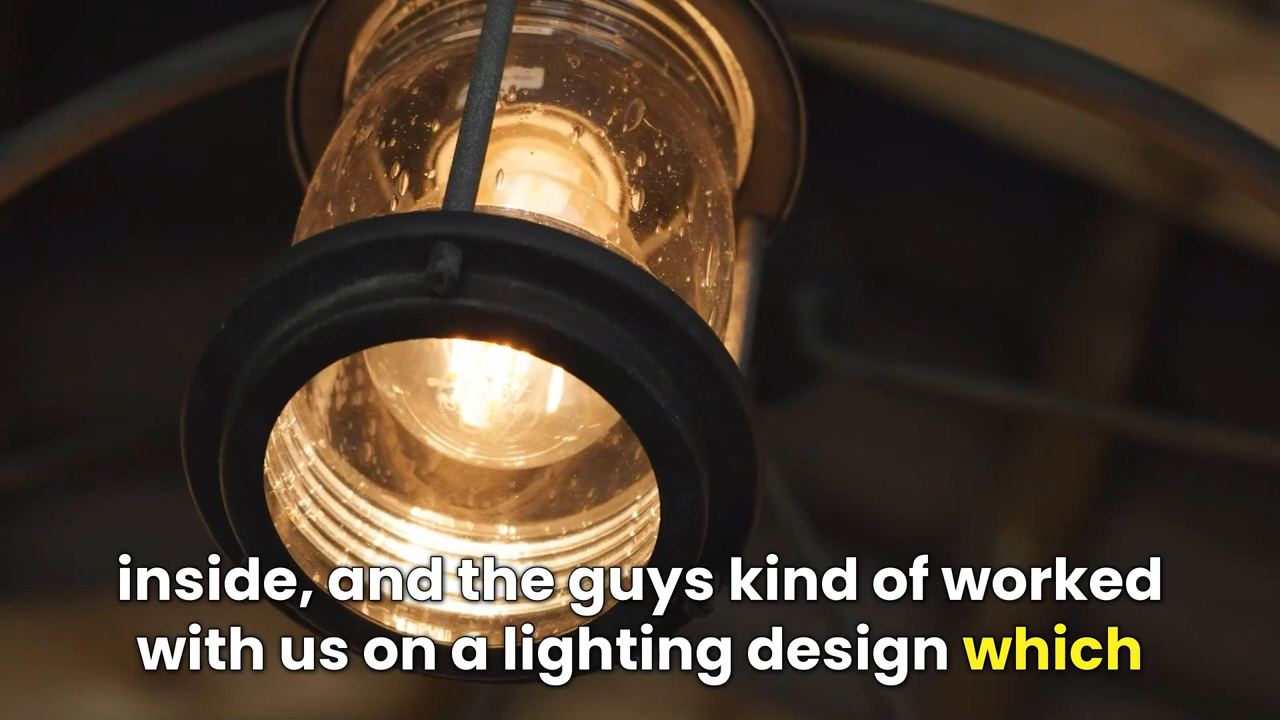 inside, and the guys kind of worked
with us on a lighting design which